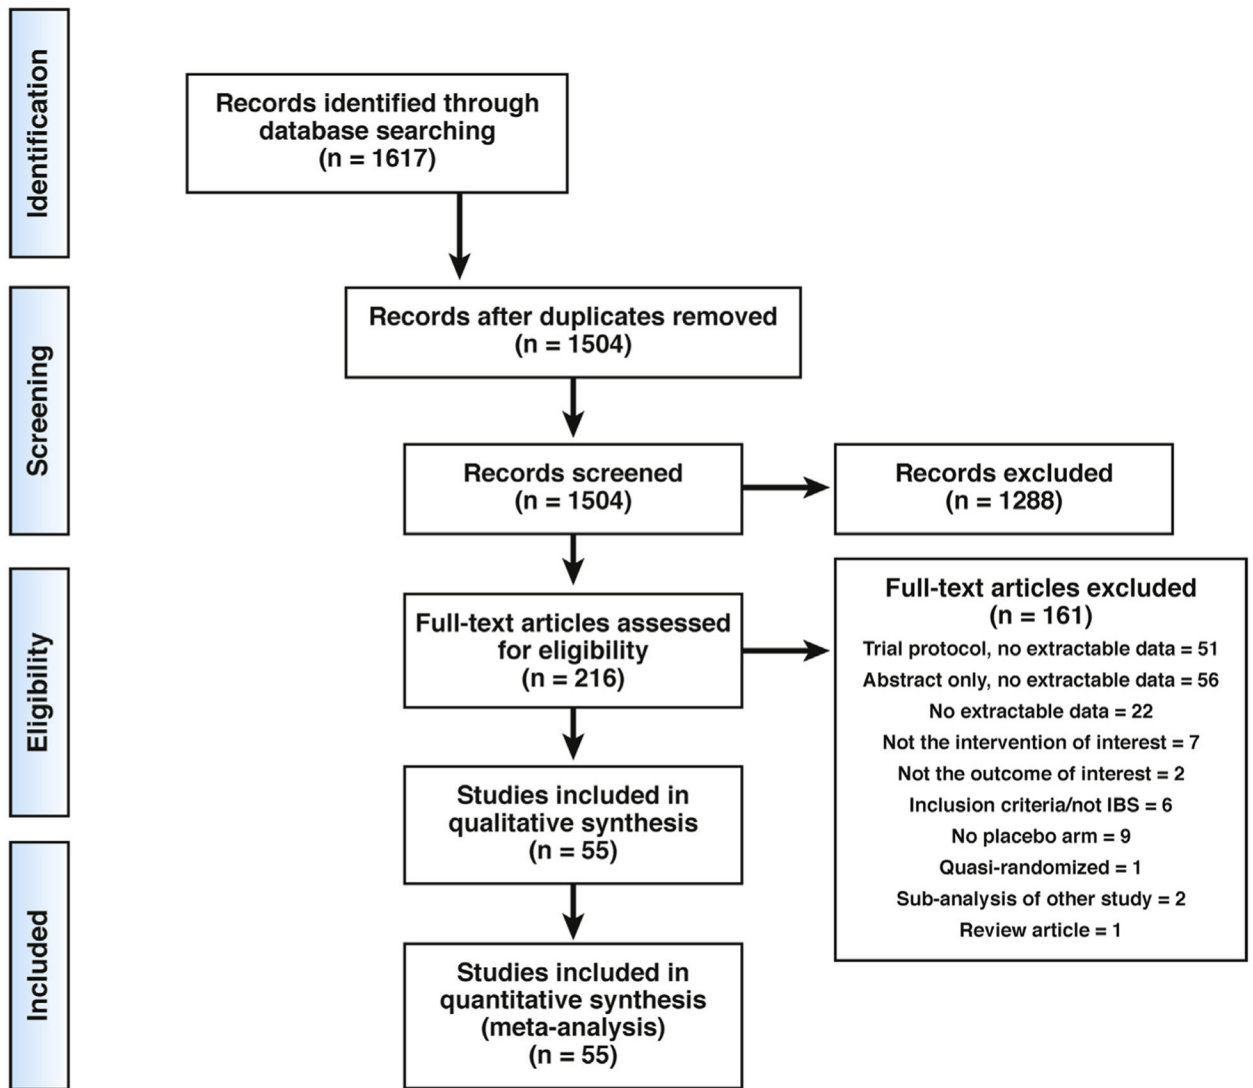 Identification
Records identified through
database searching
(n = 1617)
Screening
Records after duplicates removed
(n = 1504)
Records screened
(n = 1504)
Records excluded
(n = 1288)
Eligibility
Full-text articles assessed
for eligibility
(n = 216)
Full-text articles excluded
(n = 161)
Trial protocol, no extractable data = 51
Abstract only, no extractable data = 56
No extractable data = 22
Not the intervention of interest = 7
Not the outcome of interest = 2
Inclusion criteria/not IBS = 6
No placebo arm = 9
Quasi-randomized = 1
Sub-analysis of other study = 2
Review article = 1
Studies included in
qualitative synthesis
(n = 55)
Included
Studies included in
quantitative synthesis
(meta-analysis)
(n = 55)